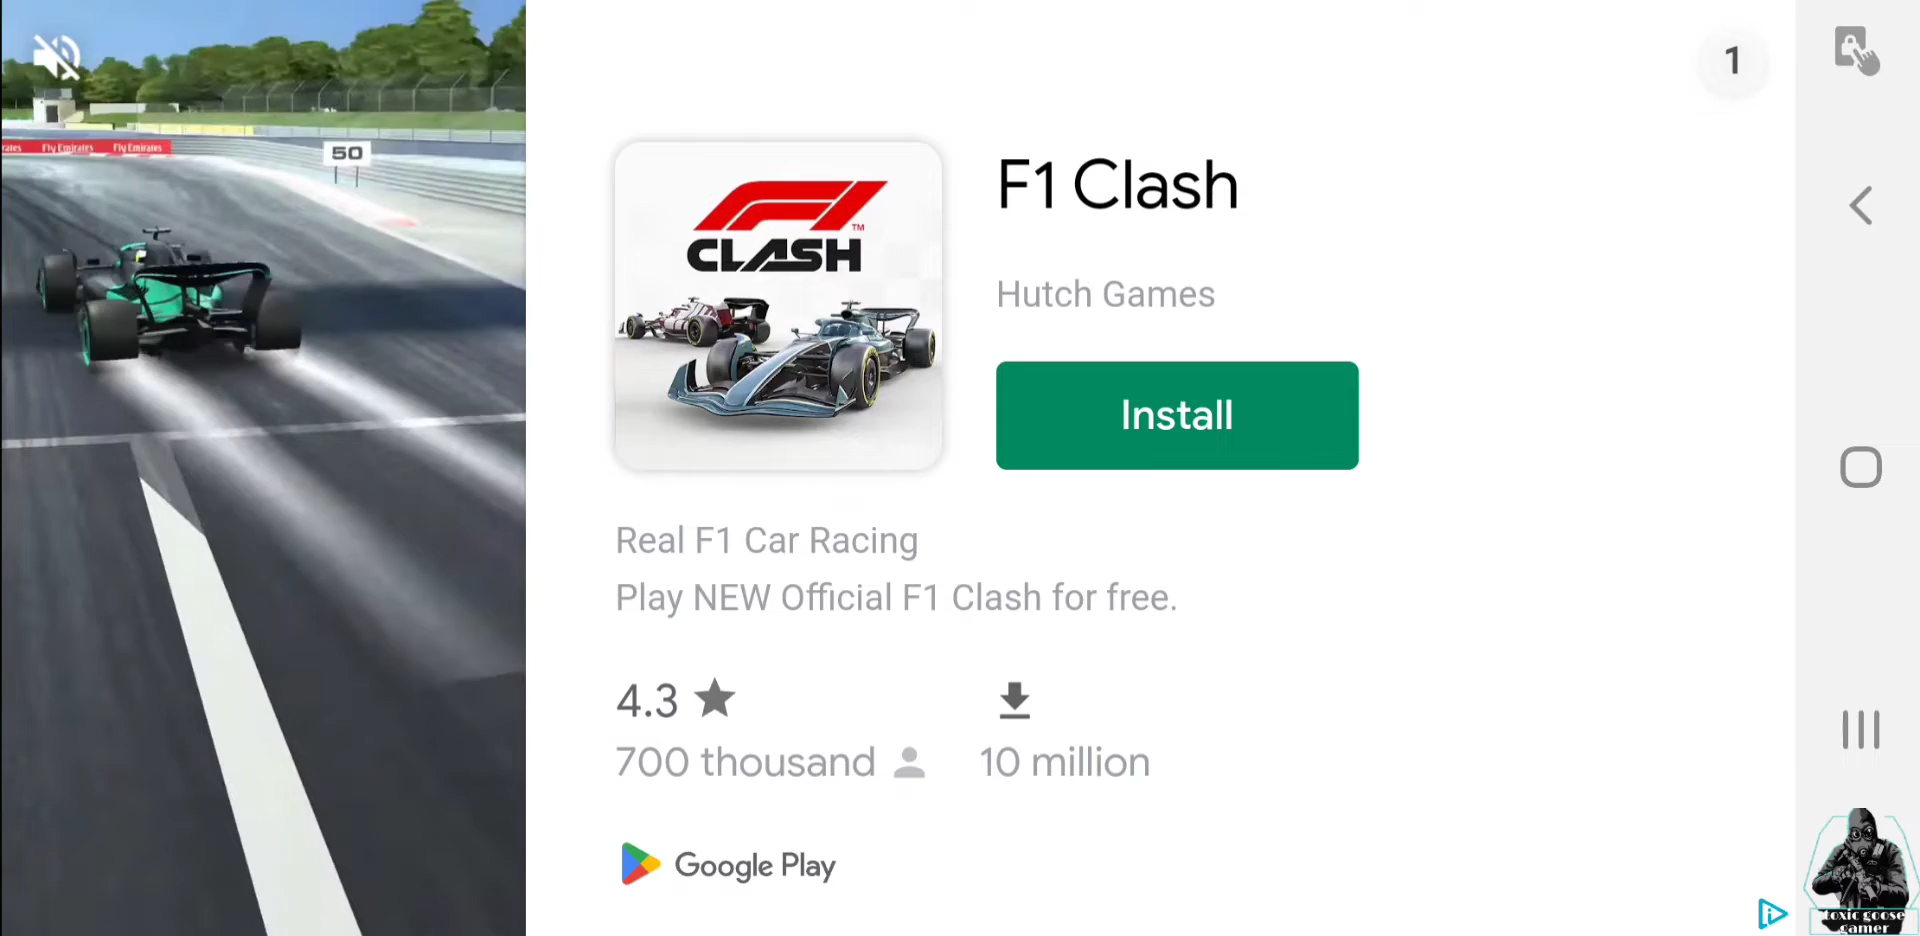 rates Fly Emirates Fly Emirates
50
1
F1
TM
CLASH
F1 Clash
Hutch Games
Install
Real F1 Car Racing
Play NEW Official F1 Clash for free.
4.3
700 thousand
10 million
Google Play
toxic goose
gamer